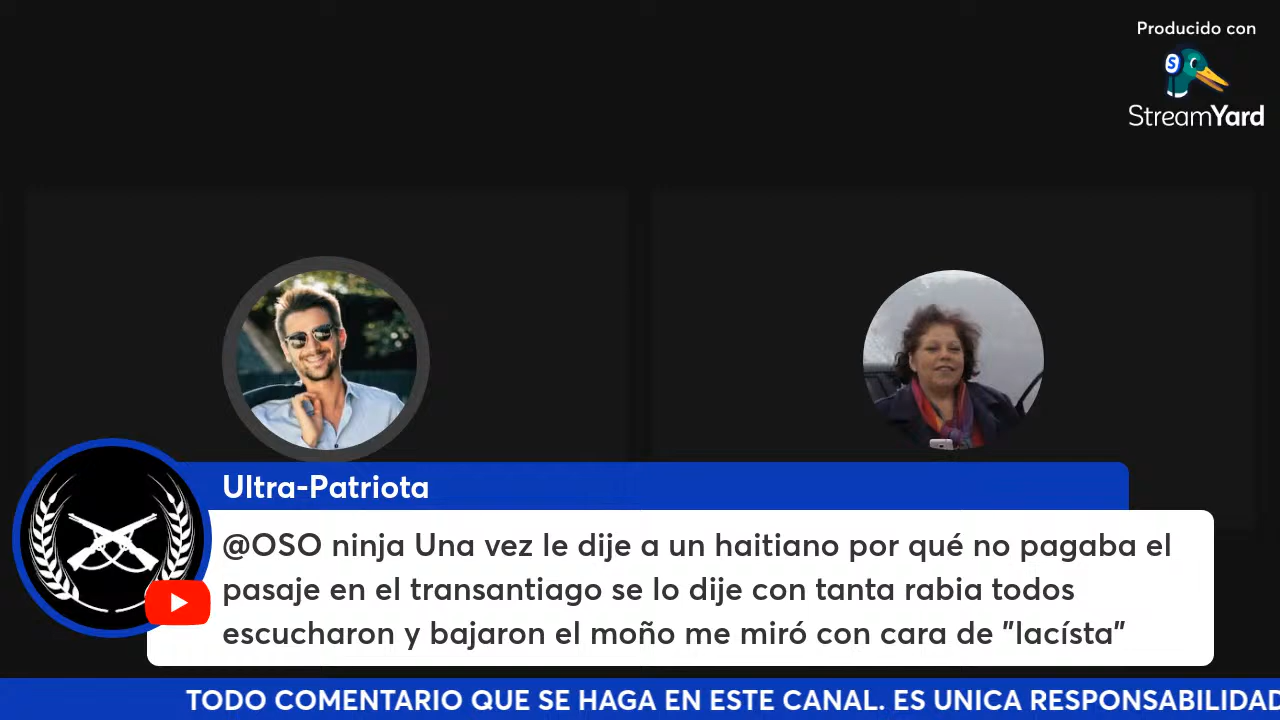 Producido con
S
StreamYard
Ultra-Patriota
@OSO ninja Una vez le dije a un haitiano por qué no pagaba el
pasaje en el transantiago se lo dije con tanta rabia todos
escucharon y bajaron el moño me miró con cara de "lacísta"
TODO COMENTARIO QUE SE HAGA EN ESTE CANAL. ES UNICA RESPONSABILIDAD